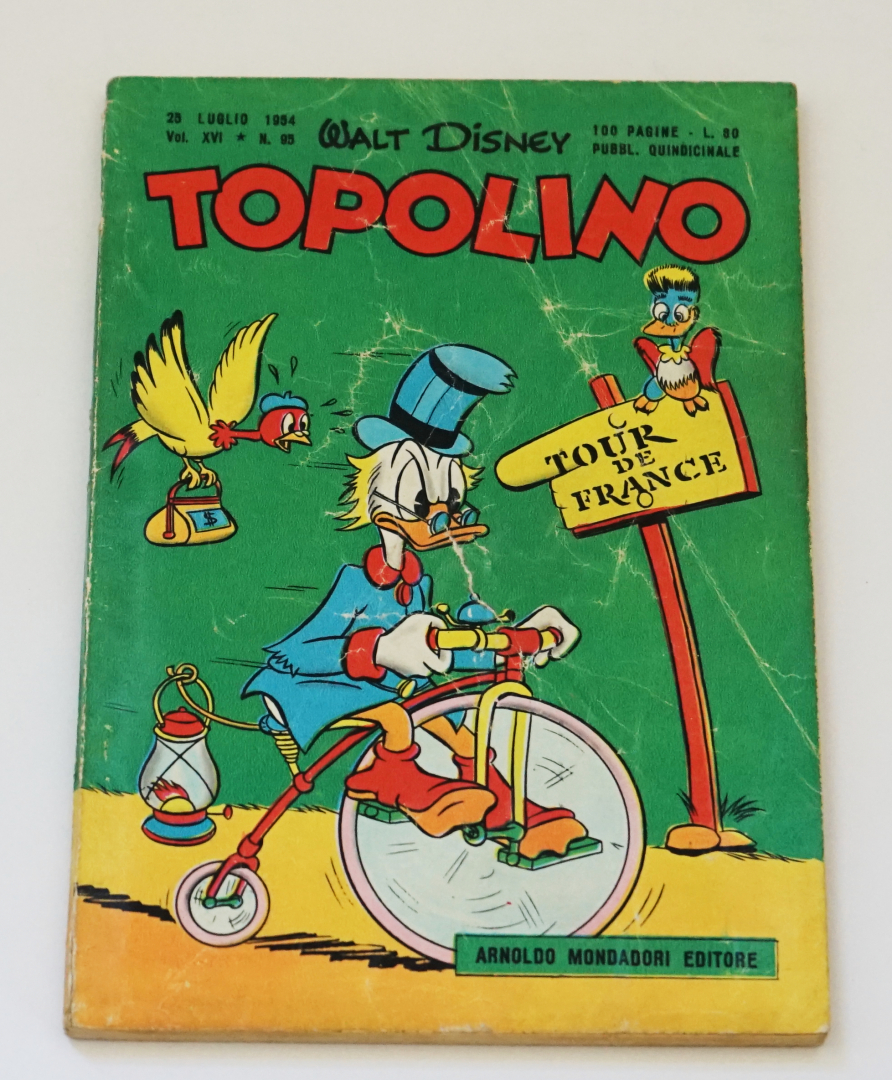 25 LUGLIO 1954
Vol. XVI ★ N. 95
WALT DISNEY
100 PAGINE - L. 80
PUBBL. QUINDICINALE
TOPOLINO
$
TOUR
DE
FRANCE
ARNOLDO MONDADORI EDITORE